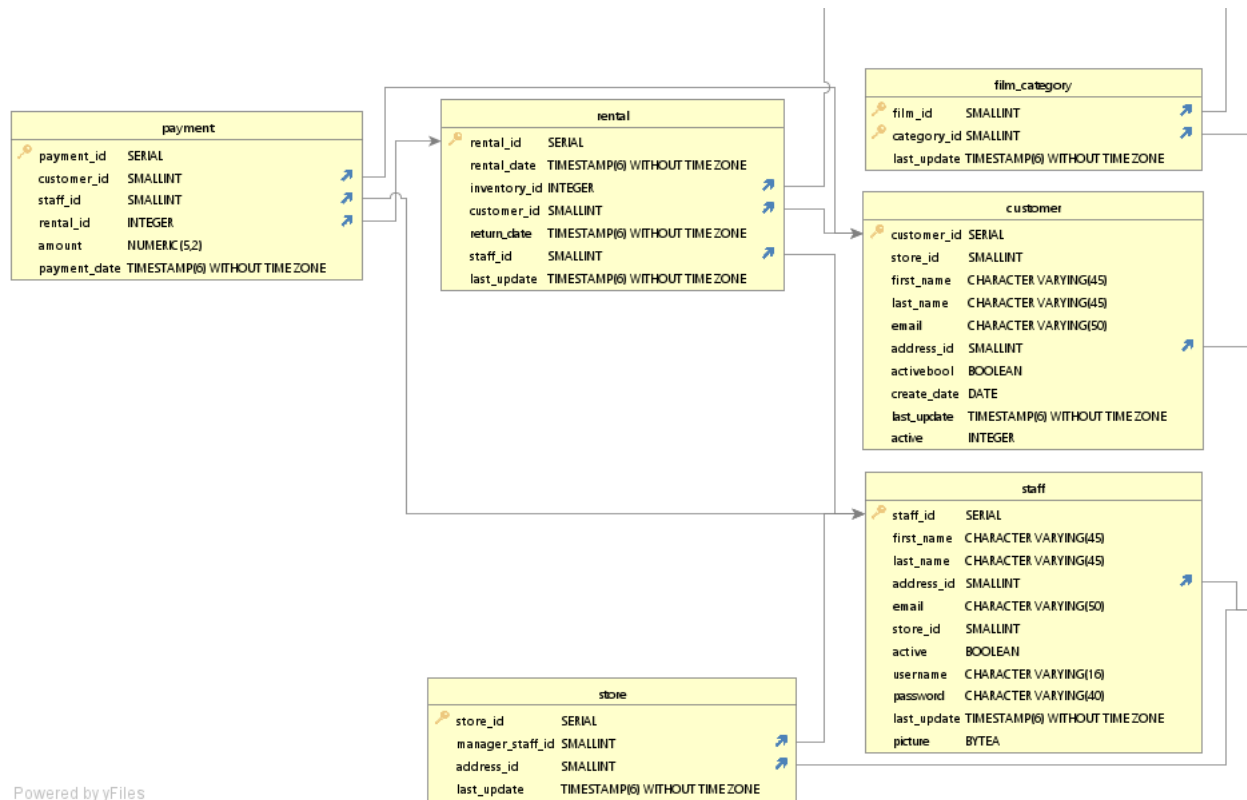 payment
payment_id SERIAL
customer_id SMALLINT
staff_id SMALLINT
rental_id INTEGER
amount NUMERIC(5,2)
payment_date TIMESTAMP(6) WITHOUT TIME ZONE
rental
rental_id SERIAL
rental_date TIMESTAMP(6) WITHOUT TIME ZONE
inventory_id INTEGER
customer_id SMALLINT
return_date TIMESTAMP(6) WITHOUT TIME ZONE
staff_id SMALLINT
last_update TIMESTAMP(6) WITHOUT TIME ZONE
film_category
film_id SMALLINT
category_id SMALLINT
last_update TIMESTAMP(6) WITHOUT TIME ZONE
customer
customer_id SERIAL
store_id SMALLINT
first_name CHARACTER VARYING(45)
last_name CHARACTER VARYING(45)
email CHARACTER VARYING(50)
address_id SMALLINT
activebool BOOLEAN
create_date DATE
last_update TIMESTAMP(6) WITHOUT TIME ZONE
active INTEGER
staff
staff_id SERIAL
first_name CHARACTER VARYING(45)
last_name CHARACTER VARYING(45)
address_id SMALLINT
email CHARACTER VARYING(50)
store_id SMALLINT
active BOOLEAN
username CHARACTER VARYING(16)
password CHARACTER VARYING(40)
last_update TIMESTAMP(6) WITHOUT TIME ZONE
picture BYTEA
store
store_id SERIAL
manager_staff_id SMALLINT
address_id SMALLINT
last_update TIMESTAMP(6) WITHOUT TIME ZONE
Powered by yFiles